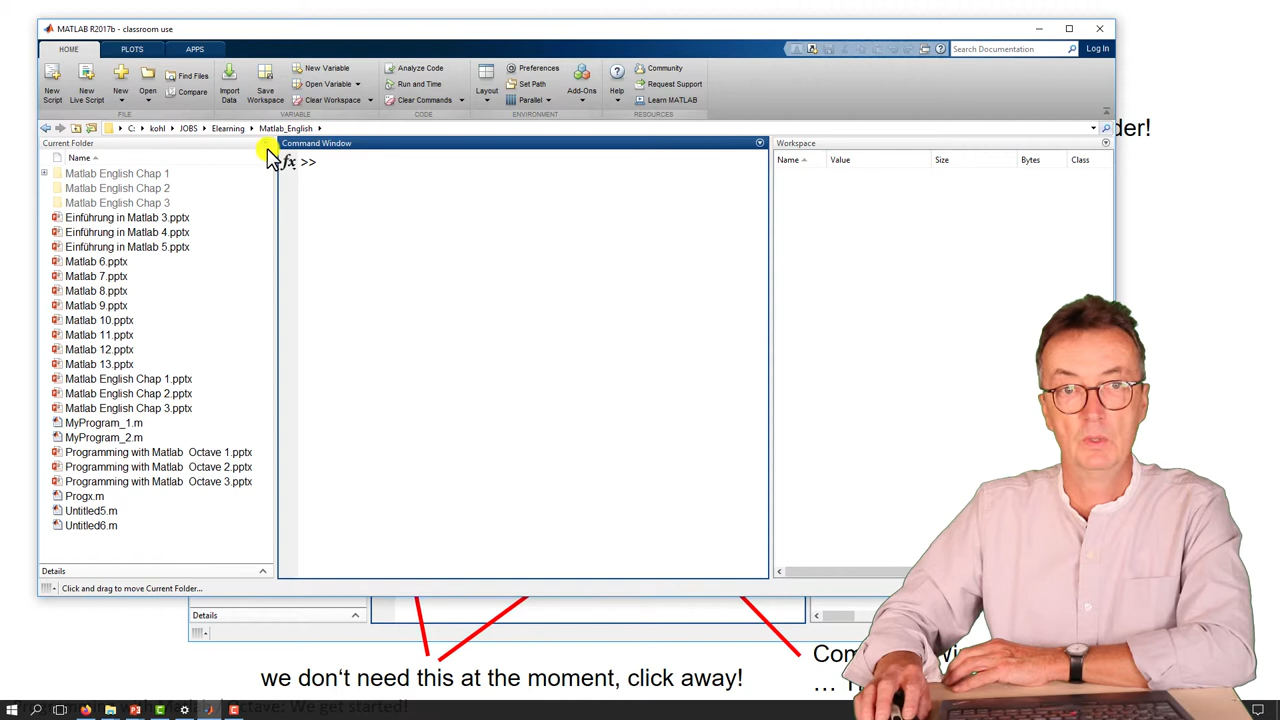 MATLAB R2017b - classroom use
HOME PLOTS APPS
Search Documentation
Log In
New Script
New Live Script
New
Open
Find Files
Compare
FILE
Import Data
Save Workspace
New Variable
Open Variable
Clear Workspace
VARIABLE
Analyze Code
Run and Time
Clear Commands
CODE
Layout
Preferences
Set Path
Parallel
Add-Ons
ENVIRONMENT
Help
Community
Request Support
Learn MATLAB
RESOURCES
C: kohl JOBS Elearning Matlab_English
der!
Current Folder
Name
Matlab English Chap 1
Matlab English Chap 2
Matlab English Chap 3
Einführung in Matlab 3.pptx
Einführung in Matlab 4.pptx
Einführung in Matlab 5.pptx
Matlab 6.pptx
Matlab 7.pptx
Matlab 8.pptx
Matlab 9.pptx
Matlab 10.pptx
Matlab 11.pptx
Matlab 12.pptx
Matlab 13.pptx
Matlab English Chap 1.pptx
Matlab English Chap 2.pptx
Matlab English Chap 3.pptx
MyProgram_1.m
MyProgram_2.m
Programming with Matlab Octave 1.pptx
Programming with Matlab Octave 2.pptx
Programming with Matlab Octave 3.pptx
Progx.m
Untitled5.m
Untitled6.m
Details
Click and drag to move Current Folder...
Command Window
fx >>
Workspace
Name Value Size Bytes Class
Details
we don't need this at the moment, click away!
We get started!